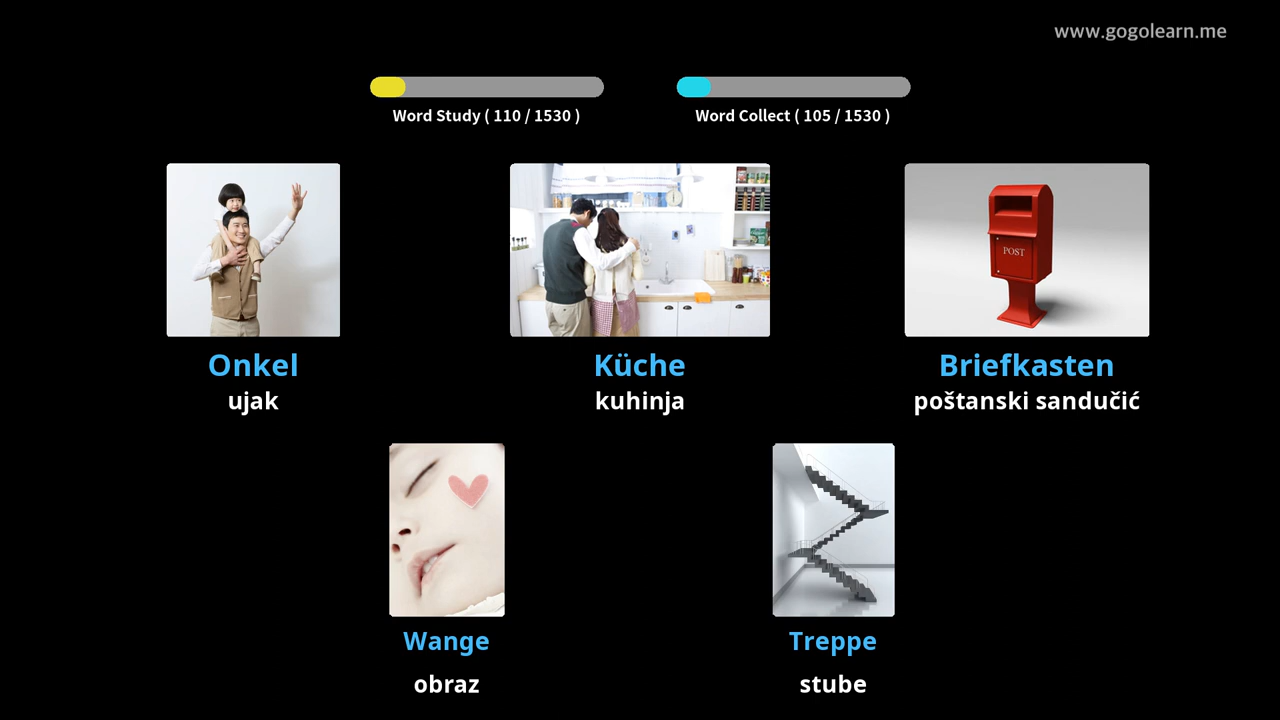 www.gogolearn.me
Word Study ( 110 / 1530 )
Word Collect ( 105 / 1530 )
POST
Onkel
ujak
Küche
kuhinja
Briefkasten
poštanski sandučić
Wange
obraz
Treppe
stube